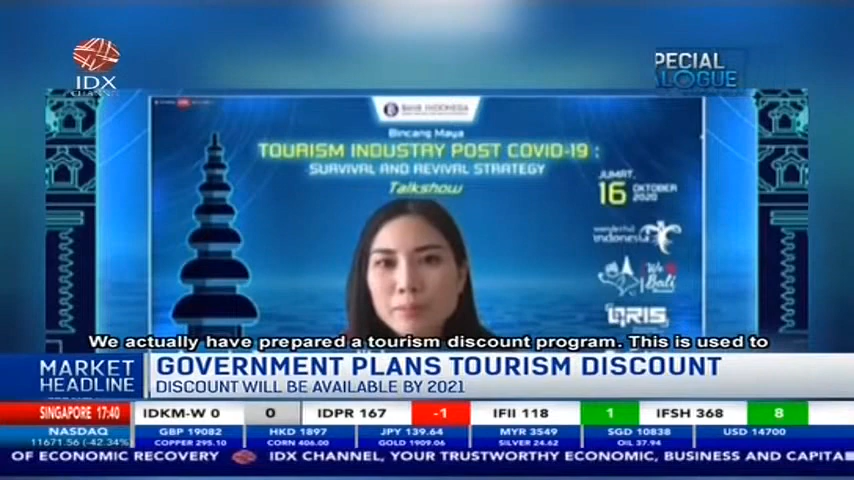 IDX
CHANNEL
PECIAL
LOGUE
BANK INDONESIA
Bincang Maya
TOURISM INDUSTRY POST COVID-19 :
SURVIVAL AND REVIVAL STRATEGY
Talkshow
JUMAT,
16 OKTOBER
2020
wonderful
indonesia
We
Bali
QRIS
We actually have prepared a tourism discount program. This is used to
MARKET
HEADLINE
GOVERNMENT PLANS TOURISM DISCOUNT
DISCOUNT WILL BE AVAILABLE BY 2021
SINGAPORE 17:40
IDKM-W 0 0 IDPR 167 -1 IFII 118 1 IFSH 368 8
NASDAQ
11671.56 (-42.34%)
GBP 19082 HKD 1897 JPY 139.64 MYR 3549 SGD 10838 USD 14700
COPPER 295.10 CORN 406.00 GOLD 1909.06 SILVER 24.62 OIL 37.94
OF ECONOMIC RECOVERY IDX CHANNEL, YOUR TRUSTWORTHY ECONOMIC, BUSINESS AND CAPITA